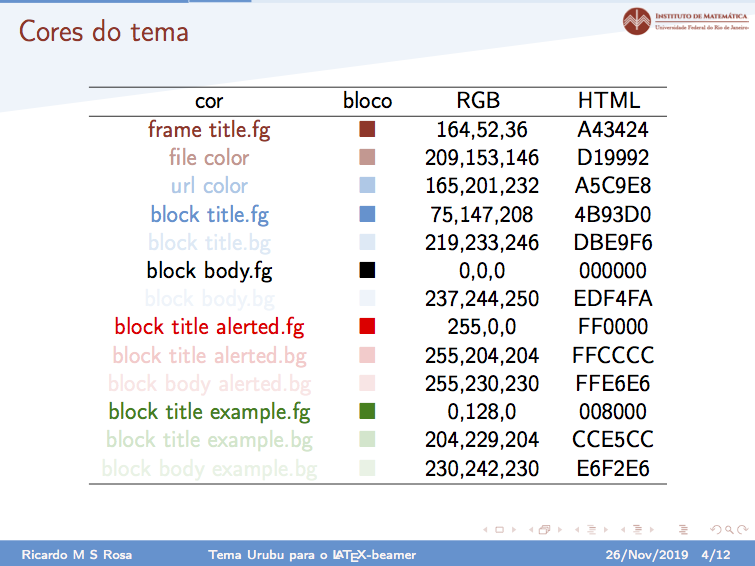 Cores do tema
INSTITUTO DE MATEMÁTICA
Universidade Federal do Rio de Janeiro
cor bloco RGB HTML
frame title.fg 164,52,36 A43424
file color 209,153,146 D19992
url color 165,201,232 A5C9E8
block title.fg 75,147,208 4B93D0
block title.bg 219,233,246 DBE9F6
block body.fg 0,0,0 000000
block body.bg 237,244,250 EDF4FA
block title alerted.fg 255,0,0 FF0000
block title alerted.bg 255,204,204 FFCCCC
block body alerted.bg 255,230,230 FFE6E6
block title example.fg 0,128,0 008000
block title example.bg 204,229,204 CCE5CC
block body example.bg 230,242,230 E6F2E6
Ricardo M S Rosa Tema Urubu para o LATEX-beamer 26/Nov/2019 4/12